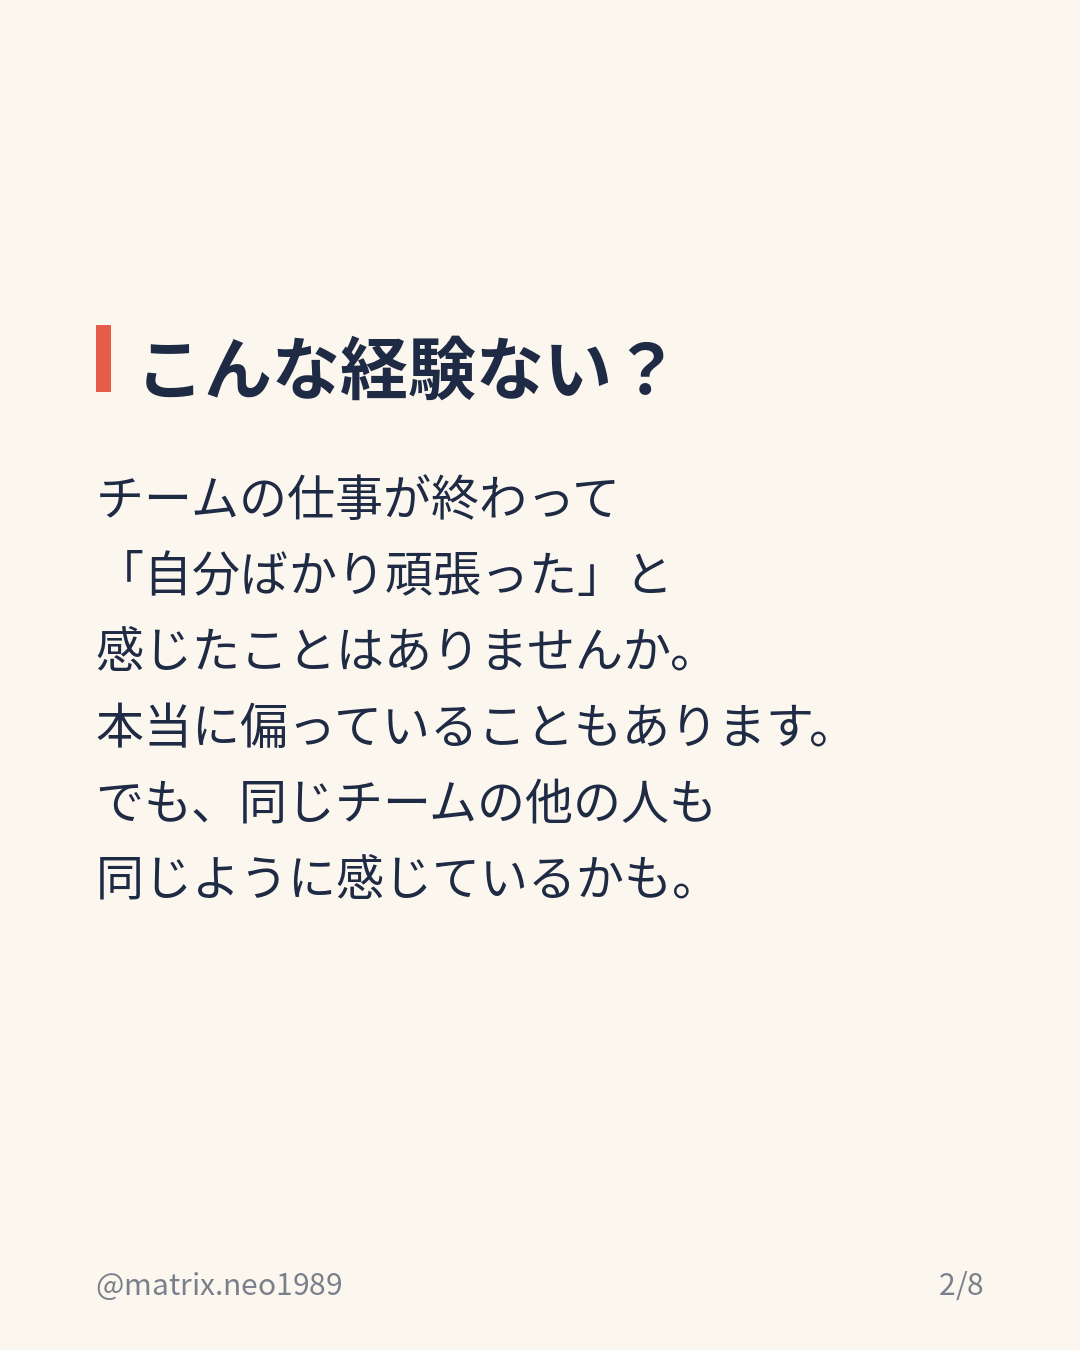 こんな経験ない？
チームの仕事が終わって
「自分ばかり頑張った」と
感じたことはありませんか。
本当に偏っていることもあります。
でも、同じチームの他の人も
同じように感じているかも。
@matrix.neo1989
2/8